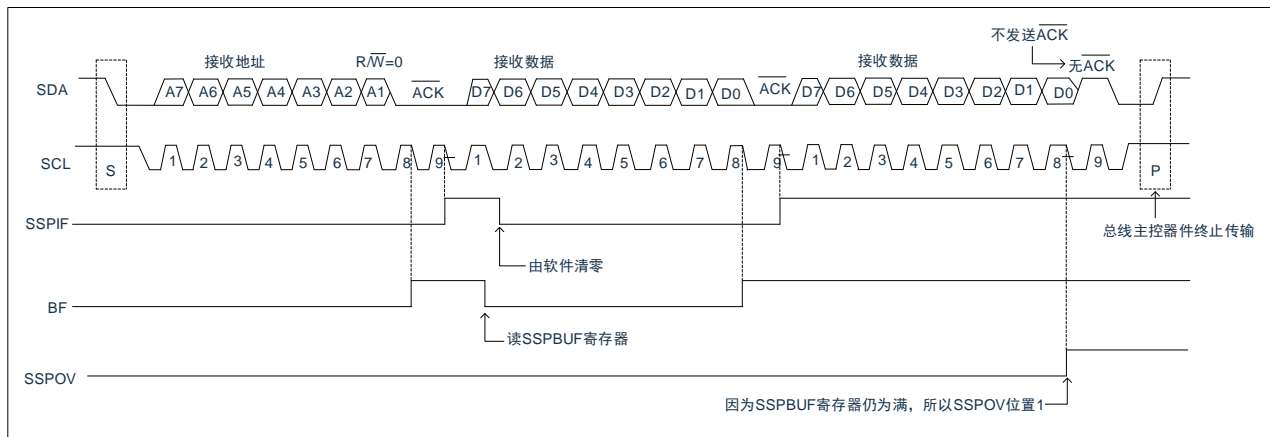 不发送ACK
接收地址 R/W=0 接收数据 接收数据 无ACK
SDA A7 A6 A5 A4 A3 A2 A1 ACK D7 D6 D5 D4 D3 D2 D1 D0 ACK D7 D6 D5 D4 D3 D2 D1 D0
SCL S 1 2 3 4 5 6 7 8 9 1 2 3 4 5 6 7 8 9 1 2 3 4 5 6 7 8 9 P
SSPIF
总线主控器件终止传输
由软件清零
BF
读SSPBUF寄存器
SSPOV
因为SSPBUF寄存器仍为满，所以SSPOV位置1